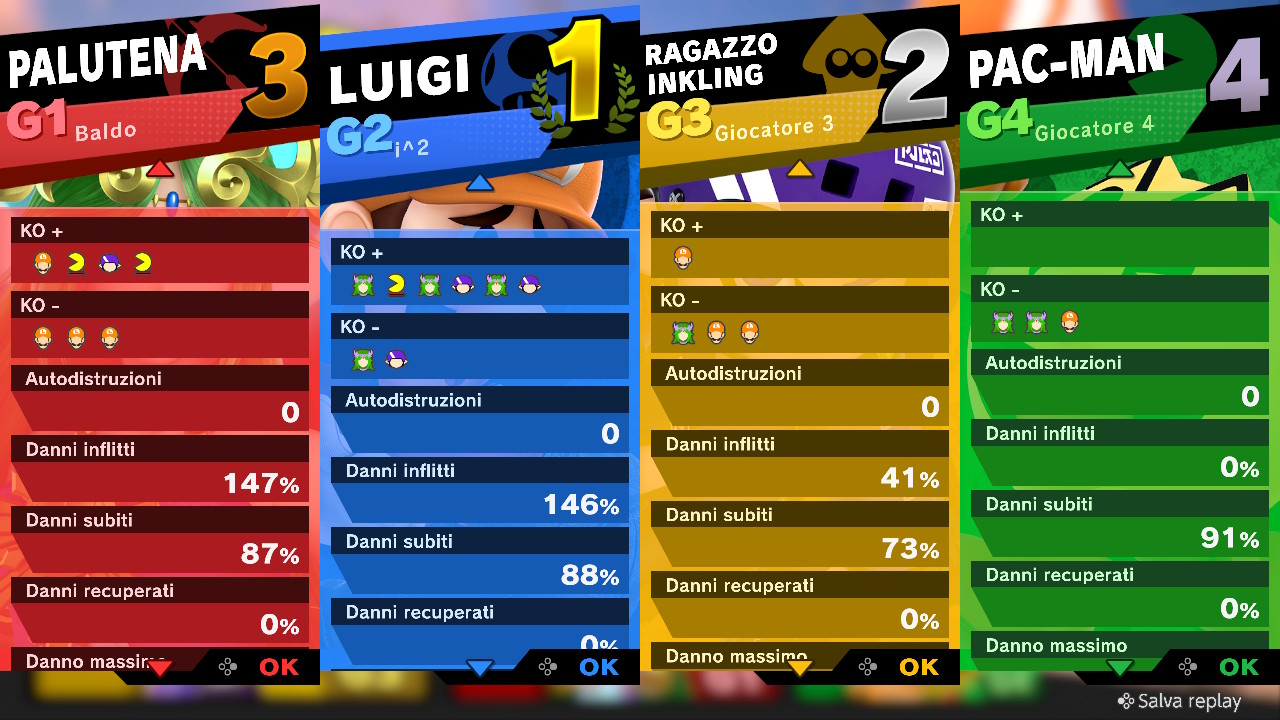 PALUTENA
3
G1 Baldo
KO +
KO -
Autodistruzioni
0
Danni inflitti
147%
Danni subiti
87%
Danni recuperati
0%
Danno massimo
OK
LUIGI
1
G2 i^2
KO +
KO -
Autodistruzioni
0
Danni inflitti
146%
Danni subiti
88%
Danni recuperati
0%
OK
RAGAZZO
INKLING
2
G3 Giocatore 3
KO +
KO -
Autodistruzioni
0
Danni inflitti
41%
Danni subiti
73%
Danni recuperati
0%
Danno massimo
OK
PAC-MAN
4
G4 Giocatore 4
KO +
KO -
Autodistruzioni
0
Danni inflitti
0%
Danni subiti
91%
Danni recuperati
0%
Danno massimo
OK
Salva replay